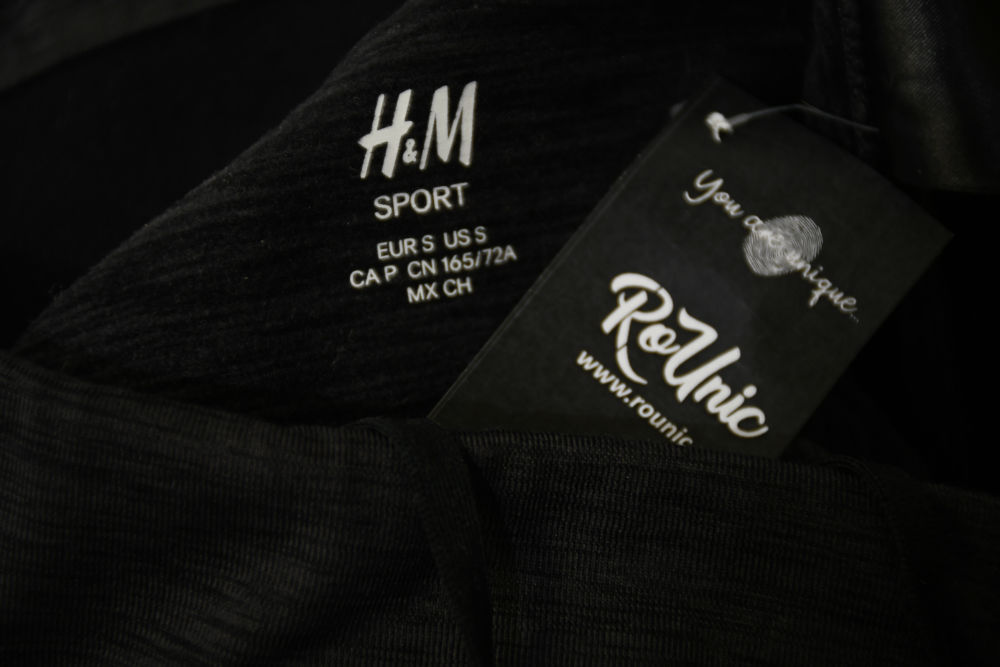 H&M
SPORT
EUR S US S
CA P CN 165/72A
MX CH
You are unique...
RoUnic
www.rounic